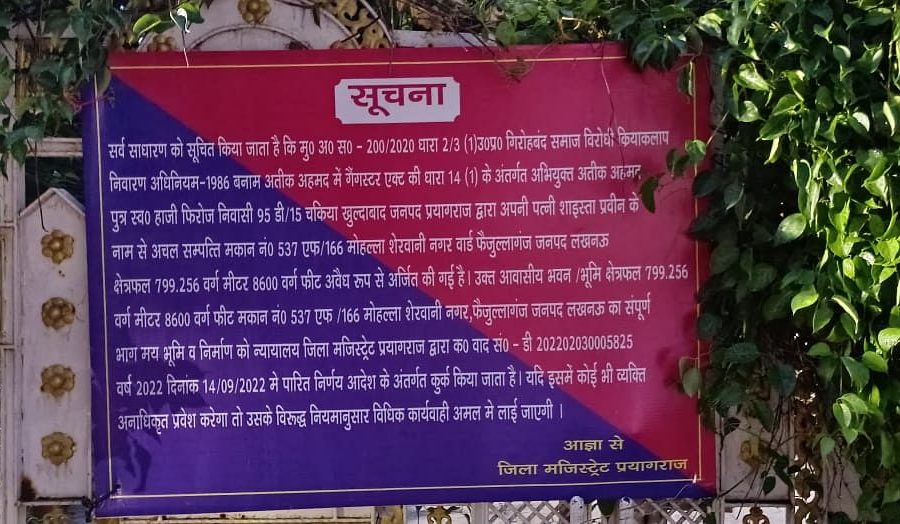 सूचना
सर्व साधारण को सूचित किया जाता है कि मु0 अ0 स0 - 200/2020 धारा 2/3 (1)उ0प्र0 गिरोहबंद समाज विरोधी क्रियाकलाप
निवारण अधिनियम-1986 बनाम अतीक अहमद में गैंगस्टर एक्ट की धारा 14 (1) के अंतर्गत अभियुक्त अतीक अहमद
पुत्र स्व0 हाजी फिरोज निवासी 95 डी/15 चकिया खुल्दाबाद जनपद प्रयागराज द्वारा अपनी पत्नी शाइस्ता प्रवीन के
नाम से अचल सम्पत्ति मकान नं0 537 एफ/166 मोहल्ला शेरवानी नगर वार्ड फैजुल्लागंज जनपद लखनऊ
क्षेत्रफल 799.256 वर्ग मीटर 8600 वर्ग फीट अवैध रूप से अर्जित की गई है। उक्त आवासीय भवन /भूमि क्षेत्रफल 799.256
वर्ग मीटर 8600 वर्ग फीट मकान नं0 537 एफ /166 मोहल्ला शेरवानी नगर,फैजुल्लागंज जनपद लखनऊ का संपूर्ण
भाग मय भूमि व निर्माण को न्यायालय जिला मजिस्ट्रेट प्रयागराज द्वारा क0 वाद सं0 - डी 202202030005825
वर्ष 2022 दिनांक 14/09/2022 मे पारित निर्णय आदेश के अंतर्गत कुर्क किया जाता है। यदि इसमें कोई भी व्यक्ति
अनाधिकृत प्रवेश करेगा तो उसके विरूद्ध नियमानुसार विधिक कार्यवाही अमल मे लाई जाएगी ।
आज्ञा से
जिला मजिस्ट्रेट प्रयागराज